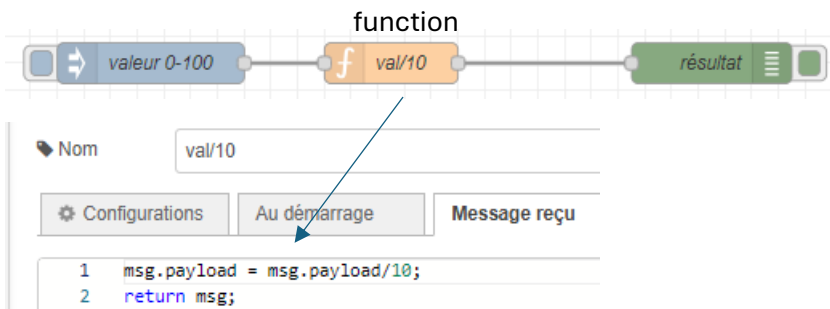 function
valeur 0-100 val/10 résultat
Nom val/10
Configurations Au démarrage Message reçu
1 msg.payload = msg.payload/10;
2 return msg;